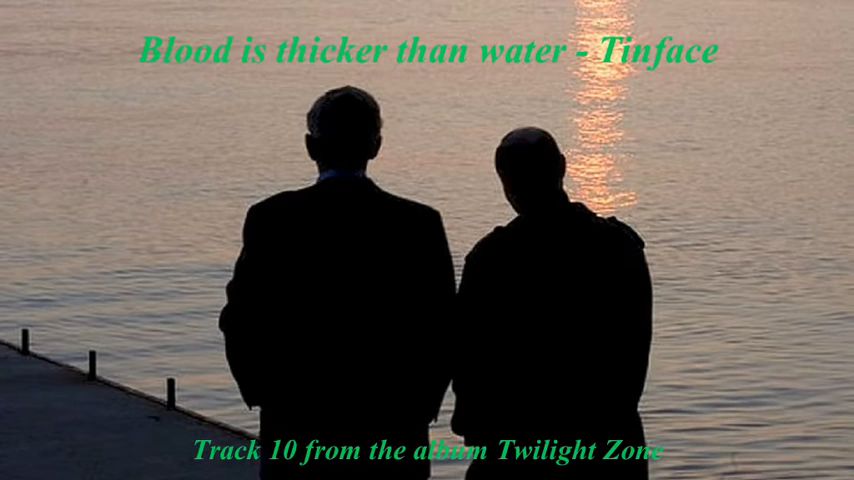 Blood is thicker than water - Tinface
Track 10 from the album Twilight Zone